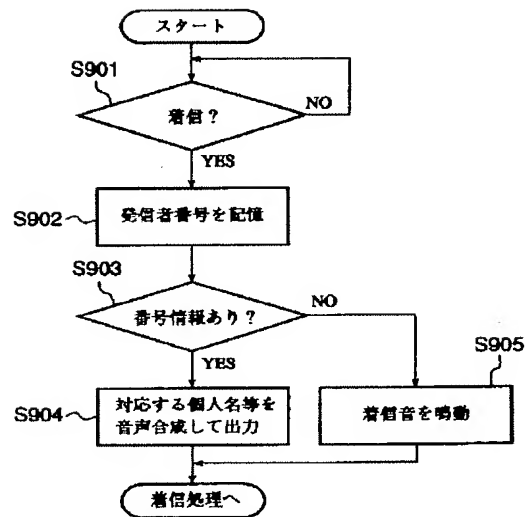 スタート
S901
着信?
NO
YES
S902
発信音番号を記憶
S903
番号情報あり?
NO
YES
S905
S904
対応する個人名等を
音声合成して出力
着信音を鳴動
着信処理へ